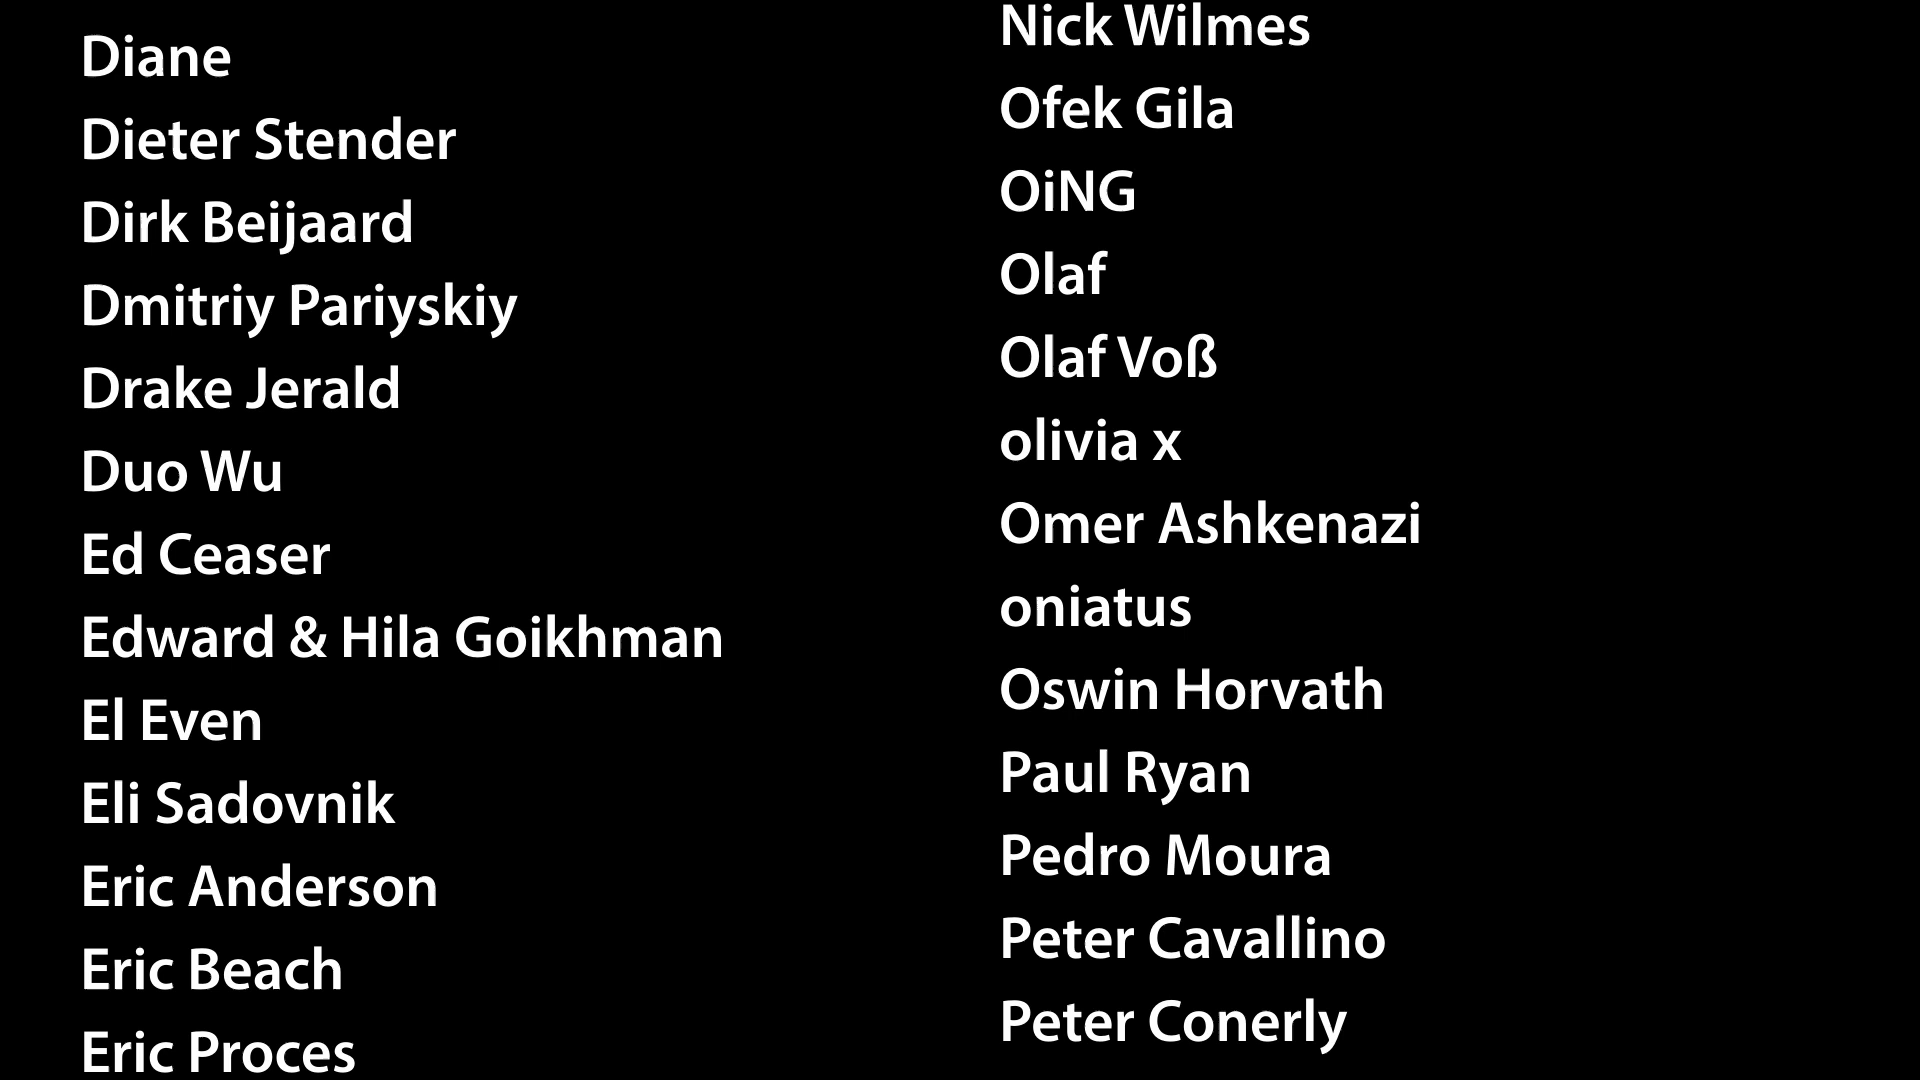 Diane
Dieter Stender
Dirk Beijaard
Dmitriy Pariyskiy
Drake Jerald
Duo Wu
Ed Ceaser
Edward & Hila Goikhman
El Even
Eli Sadovnik
Eric Anderson
Eric Beach
Eric Proces
Nick Wilmes
Ofek Gila
OiNG
Olaf
Olaf Voß
olivia x
Omer Ashkenazi
oniatus
Oswin Horvath
Paul Ryan
Pedro Moura
Peter Cavallino
Peter Conerly